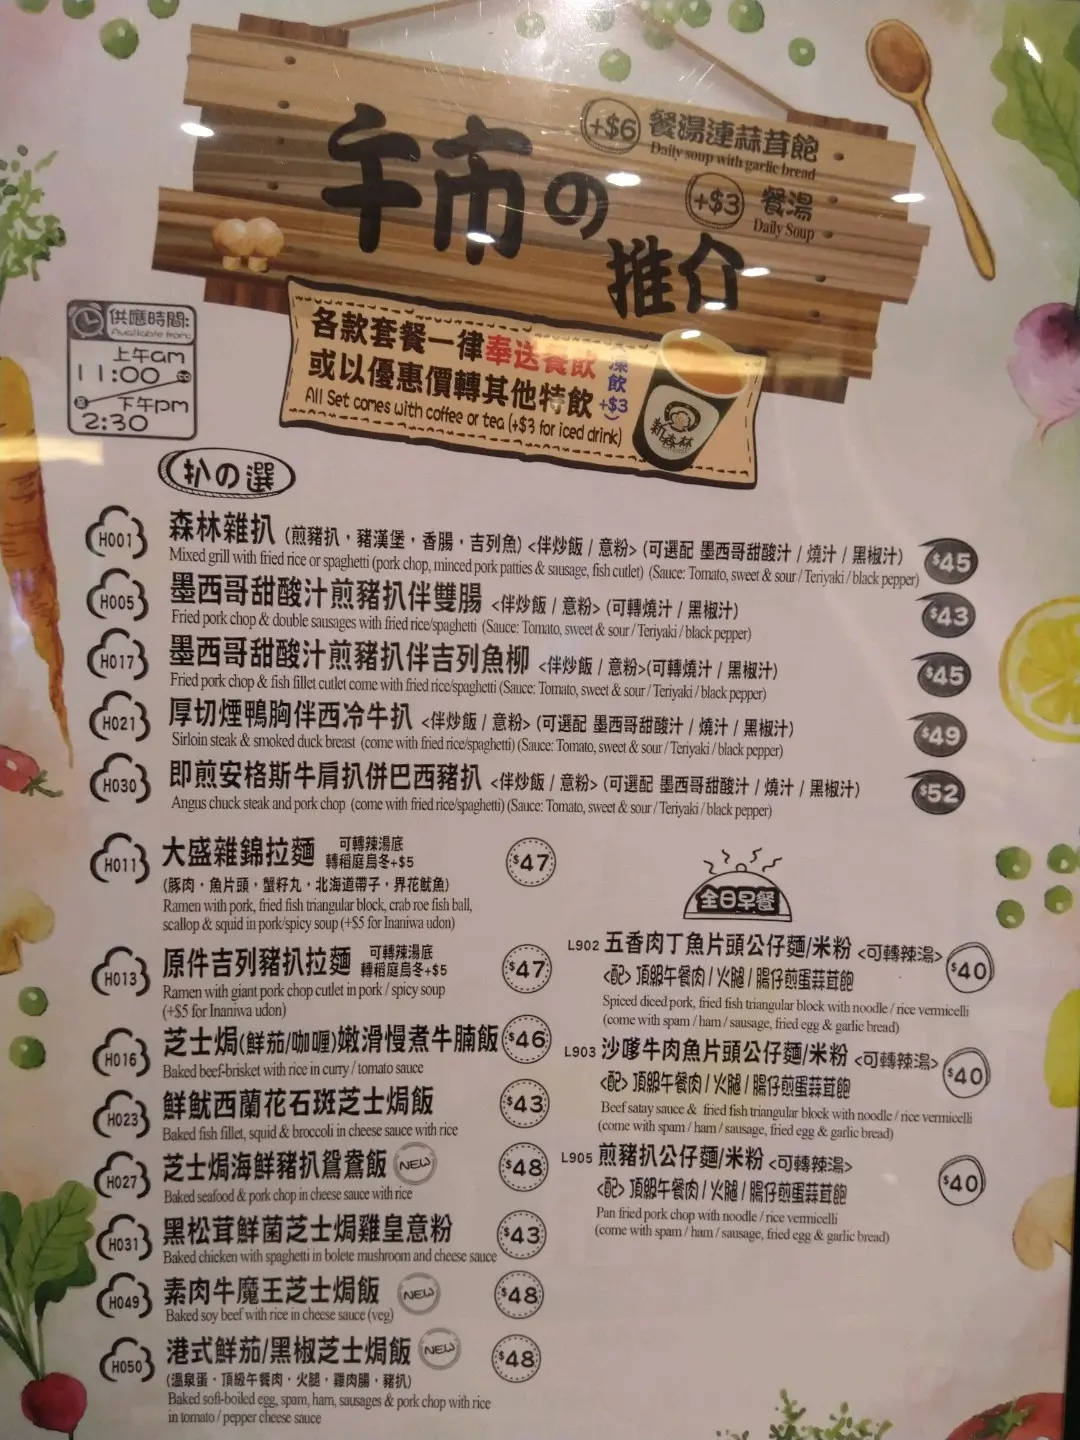 午市の推介
+$6 餐湯連蒜茸飽
Daily soup with garlic bread
+$3 餐湯
Daily Soup
供應時間:
Available from:
上午am
11:00
至
下午pm
2:30
各款套餐一律奉送餐飲
或以優惠價轉其他特飲
凍飲+$3
All Set comes with coffee or tea (+$3 for iced drink)
新森林
扒の選
H001 森林雜扒 (煎豬扒，豬漢堡，香腸，吉列魚) <伴炒飯 / 意粉> (可選配 墨西哥甜酸汁 / 燒汁 / 黑椒汁) $45
Mixed grill with fried rice or spaghetti (pork chop, minced pork patties & sausage, fish cutlet) (Sauce: Tomato, sweet & sour / Teriyaki / black pepper)
H005 墨西哥甜酸汁煎豬扒伴雙腸 <伴炒飯 / 意粉> (可轉燒汁 / 黑椒汁) $43
Fried pork chop & double sausages with fried rice/spaghetti (Sauce: Tomato, sweet & sour / Teriyaki / black pepper)
H017 墨西哥甜酸汁煎豬扒伴吉列魚柳 <伴炒飯 / 意粉>(可轉燒汁 / 黑椒汁) $45
Fried pork chop & fish fillet cutlet come with fried rice/spaghetti (Sauce: Tomato, sweet & sour / Teriyaki / black pepper)
H021 厚切煙鴨胸伴西冷牛扒 <伴炒飯 / 意粉> (可選配 墨西哥甜酸汁 / 燒汁 / 黑椒汁) $49
Sirloin steak & smoked duck breast (come with fried rice/spaghetti) (Sauce: Tomato, sweet & sour / Teriyaki / black pepper)
H030 即煎安格斯牛肩扒併巴西豬扒 <伴炒飯 / 意粉> (可選配 墨西哥甜酸汁 / 燒汁 / 黑椒汁) $52
Angus chuck steak and pork chop (come with fried rice/spaghetti) (Sauce: Tomato, sweet & sour / Teriyaki / black pepper)
H011 大盛雜錦拉麵 可轉辣湯底 轉稻庭烏冬+$5 $47
(豚肉，魚片頭，蟹籽丸，北海道帶子，界花魷魚)
Ramen with pork, fried fish triangular block, crab roe fish ball,
scallop & squid in pork/spicy soup (+$5 for Inaniwa udon)
H013 原件吉列豬扒拉麵 可轉辣湯底 轉稻庭烏冬+$5 $47
Ramen with giant pork chop cutlet in pork / spicy soup
(+$5 for Inaniwa udon)
H016 芝士焗(鮮茄/咖喱)嫩滑慢煮牛腩飯 $46
Baked beef-brisket with rice in curry / tomato sauce
H023 鮮魷西蘭花石斑芝士焗飯 $43
Baked fish fillet, squid & broccoli in cheese sauce with rice
H027 芝士焗海鮮豬扒鴛鴦飯 NEW $48
Baked seafood & pork chop in cheese sauce with rice
H031 黑松茸鮮菌芝士焗雞皇意粉 $43
Baked chicken with spaghetti in bolete mushroom and cheese sauce
H049 素肉牛魔王芝士焗飯 NEW $48
Baked soy beef with rice in cheese sauce (veg)
H050 港式鮮茄/黑椒芝士焗飯 NEW $48
(溫泉蛋，頂級午餐肉，火腿，雞肉腸，豬扒)
Baked soft-boiled egg, spam, ham, sausages & pork chop with rice
in tomato / pepper cheese sauce
全日早餐
L902 五香肉丁魚片頭公仔麵/米粉 <可轉辣湯> $40
<配> 頂級午餐肉 / 火腿 / 腸仔煎蛋蒜茸飽
Spiced diced pork, fried fish triangular block with noodle / rice vermicelli
(come with spam / ham / sausage, fried egg & garlic bread)
L903 沙嗲牛肉魚片頭公仔麵/米粉 <可轉辣湯> $40
<配> 頂級午餐肉 / 火腿 / 腸仔煎蛋蒜茸飽
Beef satay sauce & fried fish triangular block with noodle / rice vermicelli
(come with spam / ham / sausage, fried egg & garlic bread)
L905 煎豬扒公仔麵/米粉 <可轉辣湯> $40
<配> 頂級午餐肉 / 火腿 / 腸仔煎蛋蒜茸飽
Pan fried pork chop with noodle / rice vermicelli
(come with spam / ham / sausage, fried egg & garlic bread)